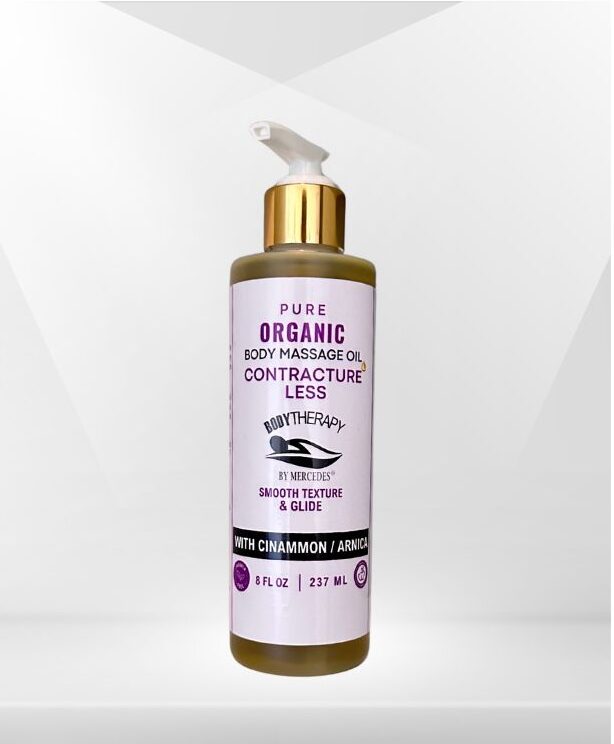 PURE
ORGANIC
BODY MASSAGE OIL
CONTRACTURE
LESS
BODYTHERAPY
BY MERCEDES®
SMOOTH TEXTURE
& GLIDE
WITH CINAMMON / ARNICA
8 FL OZ | 237 ML